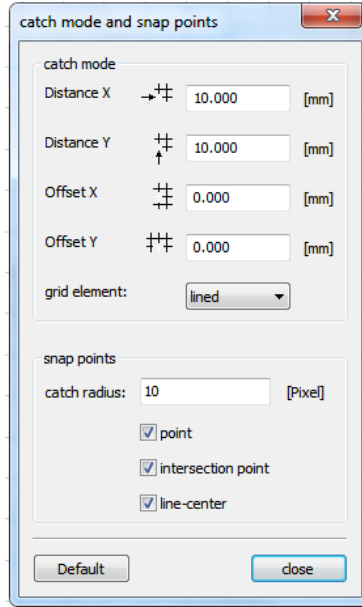 catch mode and snap points
catch mode
Distance X 10.000 [mm]
Distance Y 10.000 [mm]
Offset X 0.000 [mm]
Offset Y 0.000 [mm]
grid element: lined
snap points
catch radius: 10 [Pixel]
point
intersection point
line-center
Default close